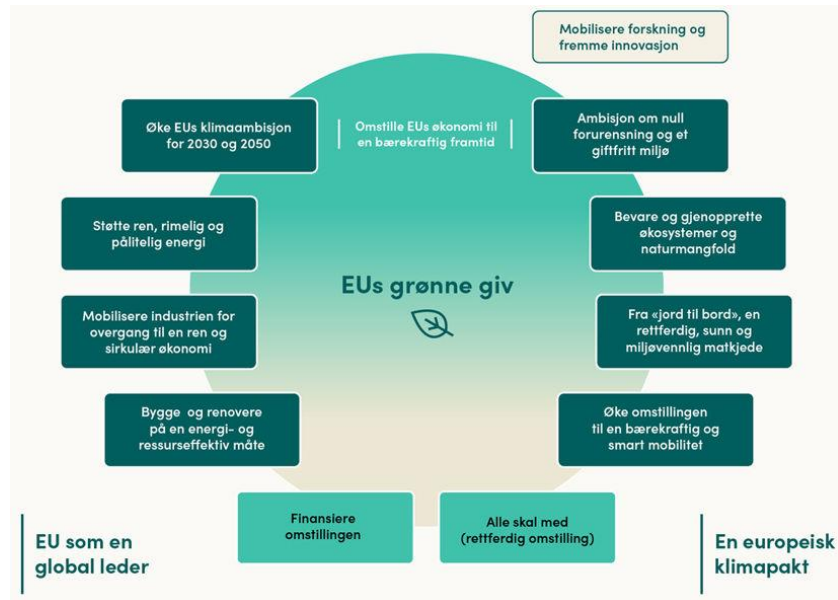 Mobilisere forskning og
fremme innovasjon
Øke EUs klimaambisjon
for 2030 og 2050
Omstille EUs økonomi til
en bærekraftig framtid
Ambisjon om null
forurensning og et
giftfritt miljø
Støtte ren, rimelig og
pålitelig energi
Bevare og gjenopprette
økosystemer og
naturmangfold
EUs grønne giv
Mobilisere industrien for
overgang til en ren og
sirkulær økonomi
Fra «jord til bord», en
rettferdig, sunn og
miljøvennlig matkjede
Bygge og renovere
på en energi- og
ressurseffektiv måte
Øke omstillingen
til en bærekraftig og
smart mobilitet
Finansiere
omstillingen
Alle skal med
(rettferdig omstilling)
EU som en
global leder
En europeisk
klimapakt